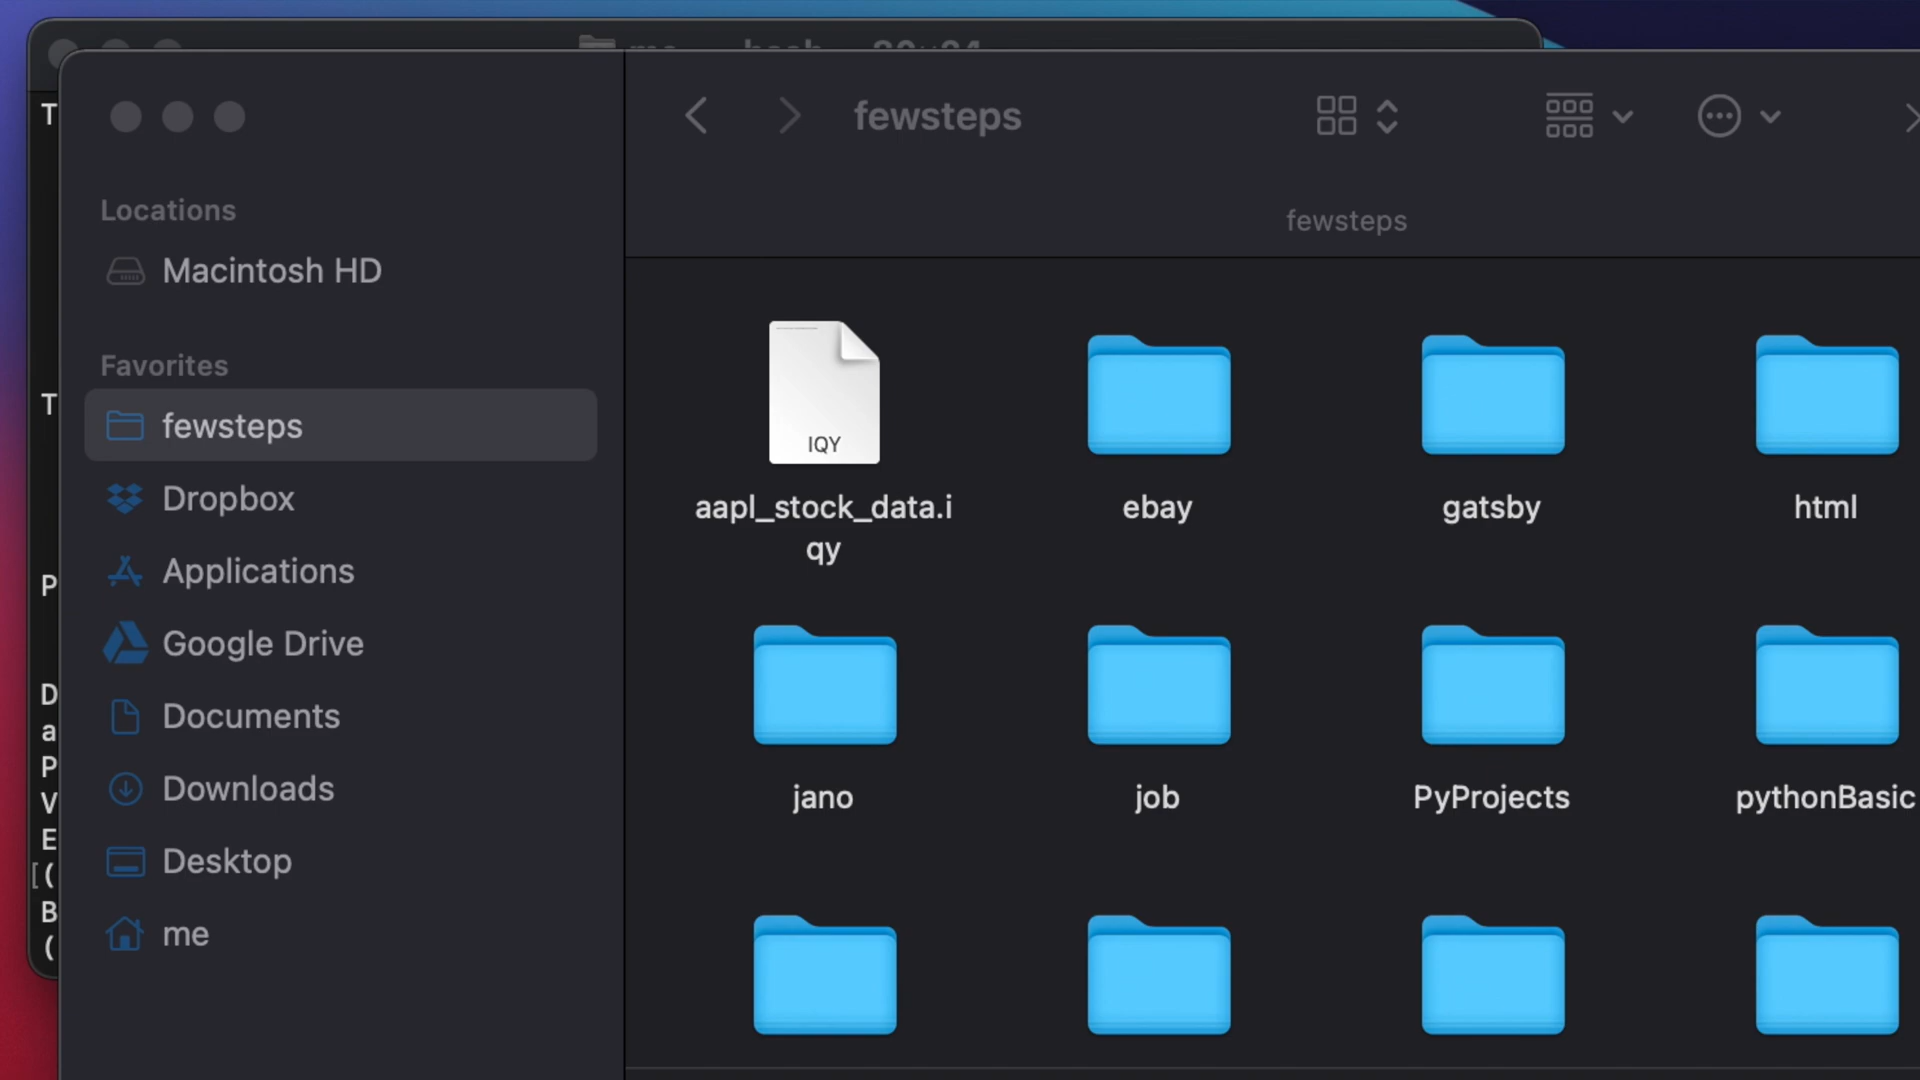 fewsteps
fewsteps
Locations
Macintosh HD
Favorites
fewsteps
Dropbox
Applications
Google Drive
Documents
Downloads
Desktop
me
IQY
aapl_stock_data.i
qy
ebay
gatsby
html
jano
job
PyProjects
pythonBasic
T
T
P
D
a
P
V
E
[(
B
(